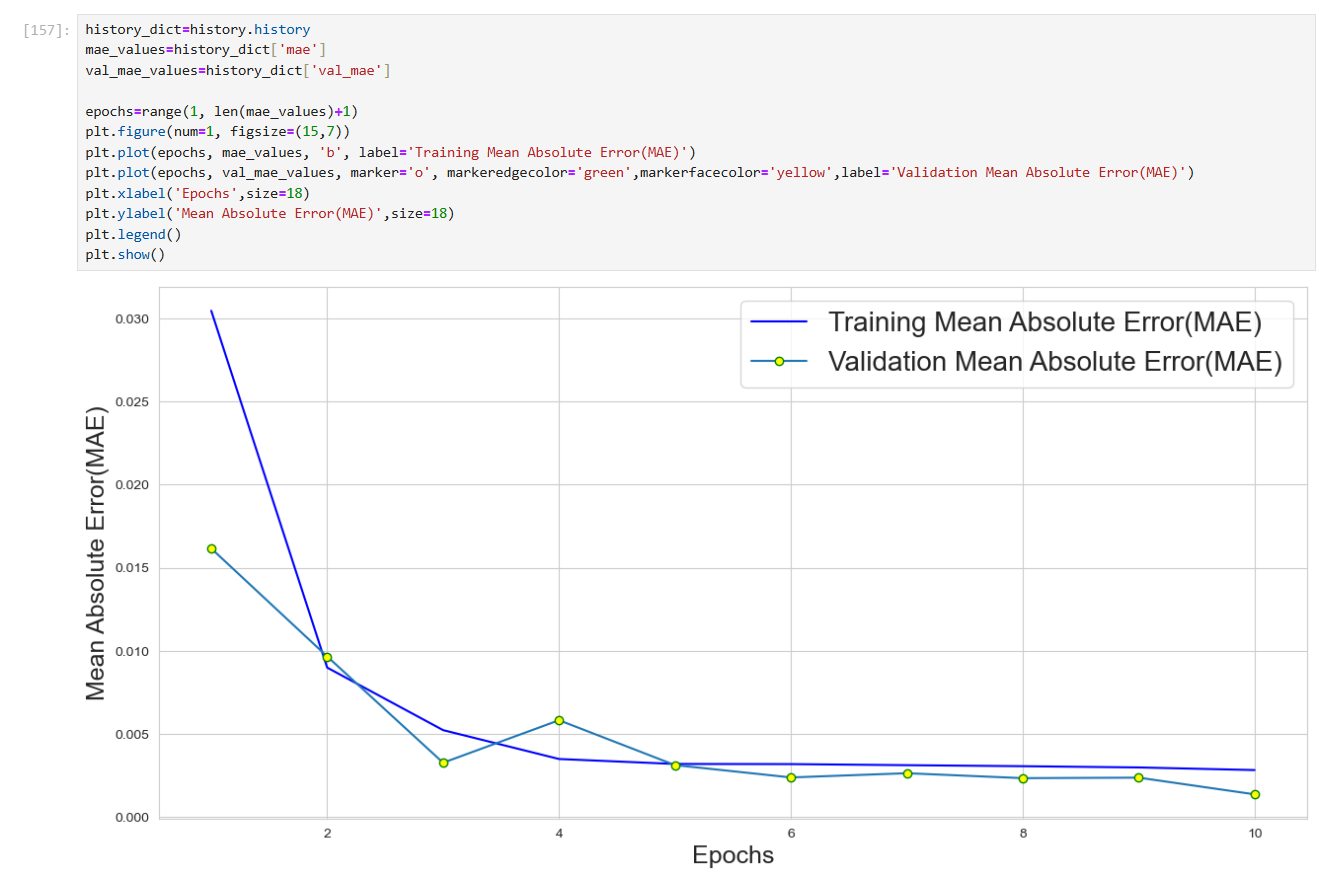 [157]:
history_dict=history.history
mae_values=history_dict['mae']
val_mae_values=history_dict['val_mae']
epochs=range(1, len(mae_values)+1)
plt.figure(num=1, figsize=(15,7))
plt.plot(epochs, mae_values, 'b', label='Training Mean Absolute Error(MAE)')
plt.plot(epochs, val_mae_values, marker='o', markeredgecolor='green',markerfacecolor='yellow',label='Validation Mean Absolute Error(MAE)')
plt.xlabel('Epochs',size=18)
plt.ylabel('Mean Absolute Error(MAE)',size=18)
plt.legend()
plt.show()
Training Mean Absolute Error(MAE)
Validation Mean Absolute Error(MAE)
Mean Absolute Error(MAE)
0.030
0.025
0.020
0.015
0.010
0.005
0.000
2 4 6 8 10
Epochs